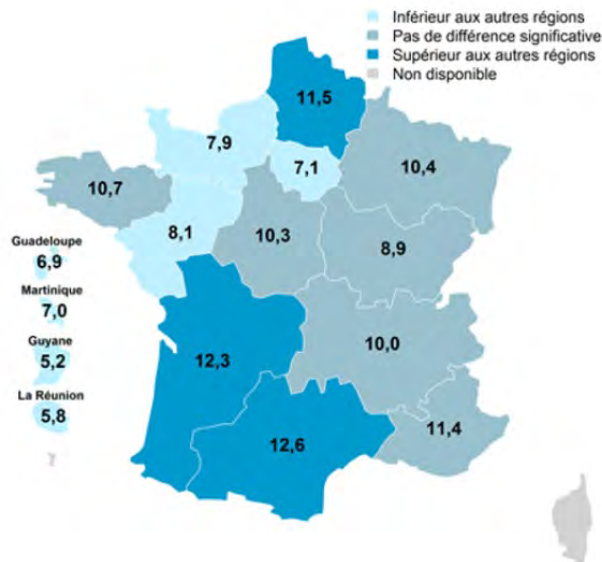 Inférieur aux autres régions
Pas de différence significative
Supérieur aux autres régions
Non disponible
11,5
7,9
7,1
10,4
10,7
8,1
10,3
8,9
Guadeloupe
6,9
Martinique
7,0
Guyane
5,2
La Réunion
5,8
10,0
12,3
11,4
12,6